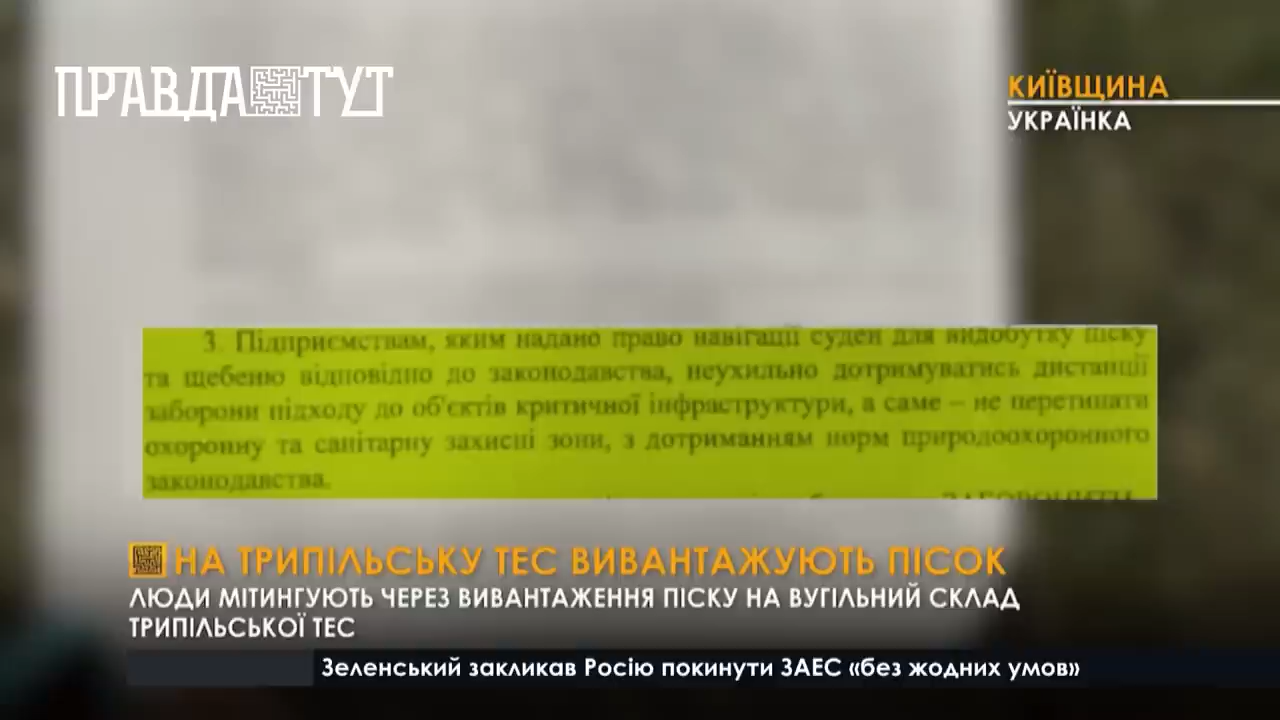 ПРАВДА ТУТ
КИЇВЩИНА
УКРАЇНКА
3. Підприємствам, яким надано право навігації суден для видобутку піску
та щебеню відповідно до законодавства, неухильно дотримуватись дистанції
заборони підходу до об'єктів критичної інфраструктури, а саме – не перетинати
охоронну та санітарну захисні зони, з дотриманням норм природоохоронного
законодавства.
НА ТРИПІЛЬСЬКУ ТЕС ВИВАНТАЖУЮТЬ ПІСОК
ЛЮДИ МІТИНГУЮТЬ ЧЕРЕЗ ВИВАНТАЖЕННЯ ПІСКУ НА ВУГІЛЬНИЙ СКЛАД
ТРИПІЛЬСЬКОЇ ТЕС
Зеленський закликав Росію покинути ЗАЕС «без жодних умов»